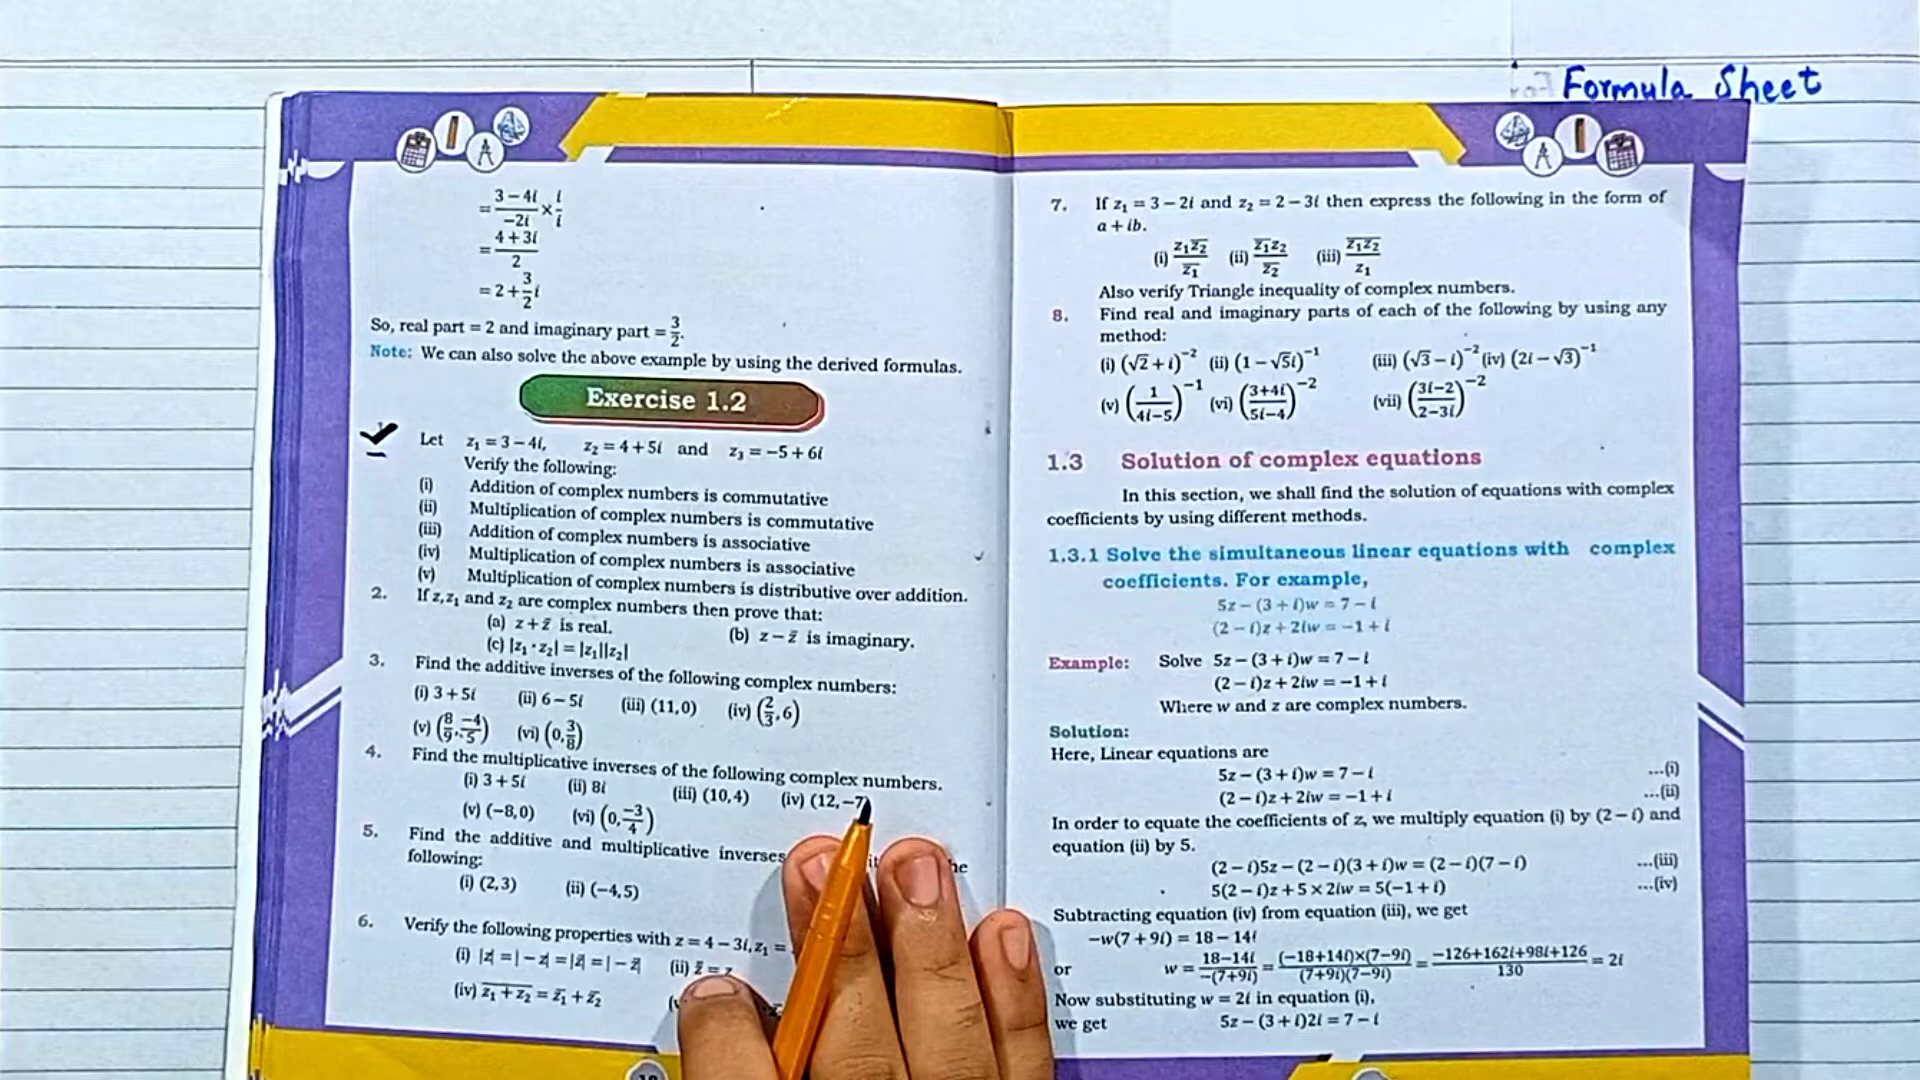 Formula Sheet
= (3 – 4i)/(–2i) × i/i
= (4 + 3i)/2
= 2 + 3/2 i
So, real part = 2 and imaginary part = 3/2.
Note: We can also solve the above example by using the derived formulas.
Exercise 1.2
Let z₁ = 3 – 4i, z₂ = 4 + 5i and z₃ = –5 + 6i
Verify the following:
(i) Addition of complex numbers is commutative
(ii) Multiplication of complex numbers is commutative
(iii) Addition of complex numbers is associative
(iv) Multiplication of complex numbers is associative
(v) Multiplication of complex numbers is distributive over addition.
2. If z, z₁ and z₂ are complex numbers then prove that:
(a) z + z̄ is real. (b) z – z̄ is imaginary.
(c) |z₁ · z₂| = |z₁||z₂|
3. Find the additive inverses of the following complex numbers:
(i) 3 + 5i (ii) 6 – 5i (iii) (11, 0) (iv) (2/3, 6)
(v) (8/9, –4/5) (vi) (0, 3/8)
4. Find the multiplicative inverses of the following complex numbers.
(i) 3 + 5i (ii) 8i (iii) (10, 4) (iv) (12, –7
(v) (–8, 0) (vi) (0, –3/4)
5. Find the additive and multiplicative inverses
following:
(i) (2, 3) (ii) (–4, 5)
6. Verify the following properties with z = 4 – 3i, z₁ =
(i) |z| = |– z| = |z̄| = |– z̄| (ii)
(iv) \overline{z₁ + z₂} = z̄₁ + z̄₂
7. If z₁ = 3 – 2i and z₂ = 2 – 3i then express the following in the form of
a + ib.
(i) z₁z̄₂/z̄₁ (ii) z̄₁z₂/z̄₂ (iii) \overline{z₁z₂}/z₁
Also verify Triangle inequality of complex numbers.
8. Find real and imaginary parts of each of the following by using any
method:
(i) (√2 + i)⁻² (ii) (1 – √5i)⁻¹ (iii) (√3 – i)⁻² (iv) (2i – √3)⁻¹
(v) (1/(4i–5))⁻¹ (vi) ((3+4i)/(5i–4))⁻² (vii) ((3i–2)/(2–3i))⁻²
1.3 Solution of complex equations
In this section, we shall find the solution of equations with complex
coefficients by using different methods.
1.3.1 Solve the simultaneous linear equations with complex
coefficients. For example,
5z – (3 + i)w = 7 – i
(2 – i)z + 2iw = –1 + i
Example: Solve 5z – (3 + i)w = 7 – i
(2 – i)z + 2iw = –1 + i
Where w and z are complex numbers.
Solution:
Here, Linear equations are
5z – (3 + i)w = 7 – i ...(i)
(2 – i)z + 2iw = –1 + i ...(ii)
In order to equate the coefficients of z, we multiply equation (i) by (2 – i) and
equation (ii) by 5.
(2 – i)5z – (2 – i)(3 + i)w = (2 – i)(7 – i) ...(iii)
5(2 – i)z + 5 × 2iw = 5(–1 + i) ...(iv)
Subtracting equation (iv) from equation (iii), we get
–w(7 + 9i) = 18 – 14i
or w = (18–14i)/(–(7+9i)) = ((–18+14i)×(7–9i))/((7+9i)(7–9i)) = (–126+162i+98i+126)/130 = 2i
Now substituting w = 2i in equation (i),
we get 5z – (3 + i)2i = 7 – i